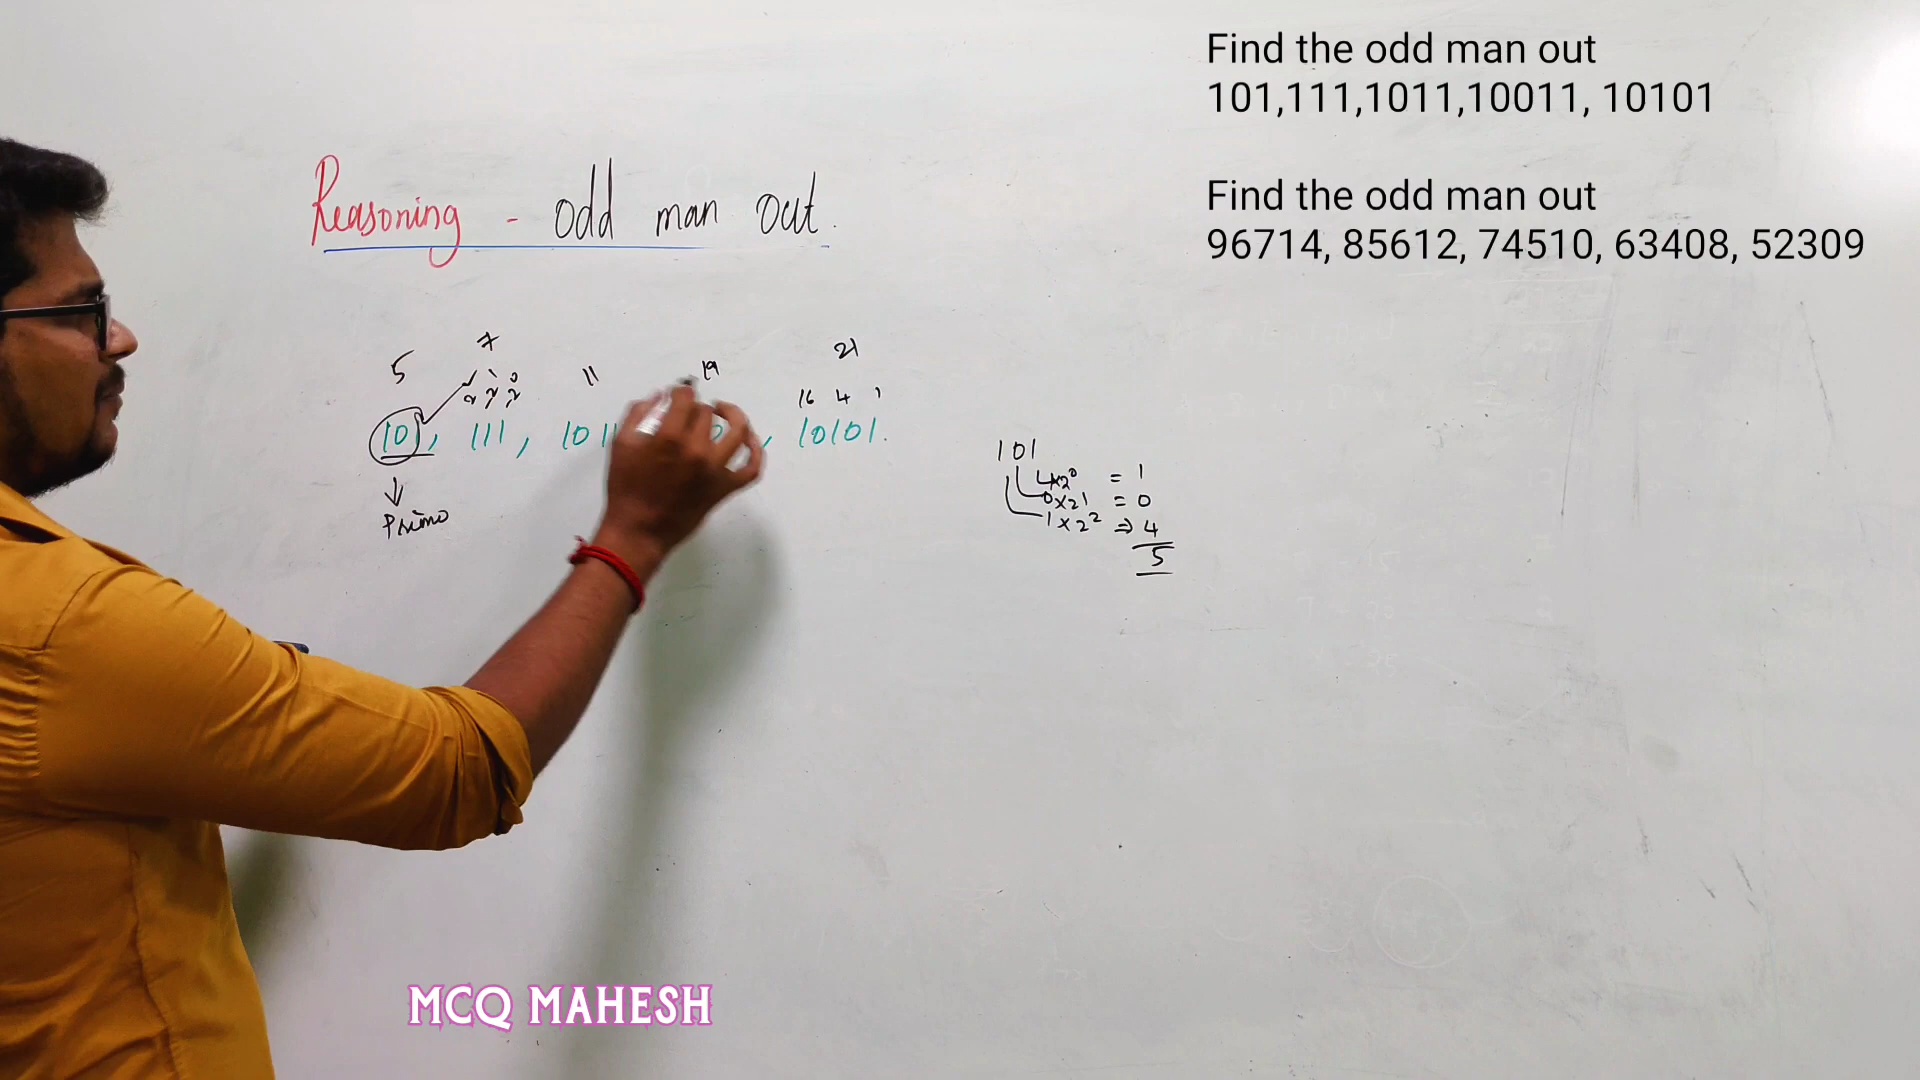 Find the odd man out
101,111,1011,10011, 10101
Find the odd man out
96714, 85612, 74510, 63408, 52309
Reasoning - odd man out.
5 7 11 19 21
16 4 1
101, 111, 1011 , 10101.
101
1x2⁰ = 1
0x2¹ = 0
1x2² ⇒ 4
5
MCQ MAHESH